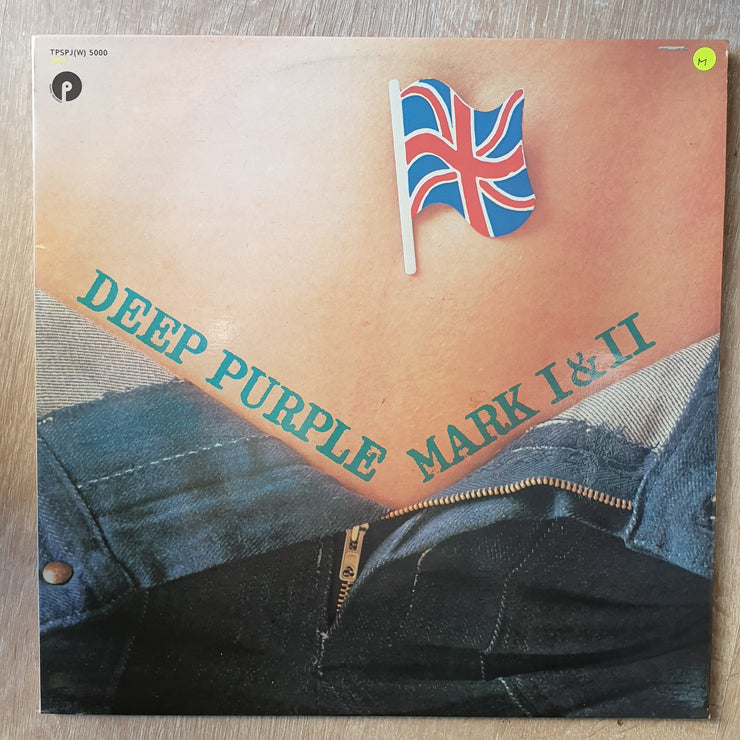 TPSPJ(W) 5000
P
M
DEEP PURPLE MARK I&II